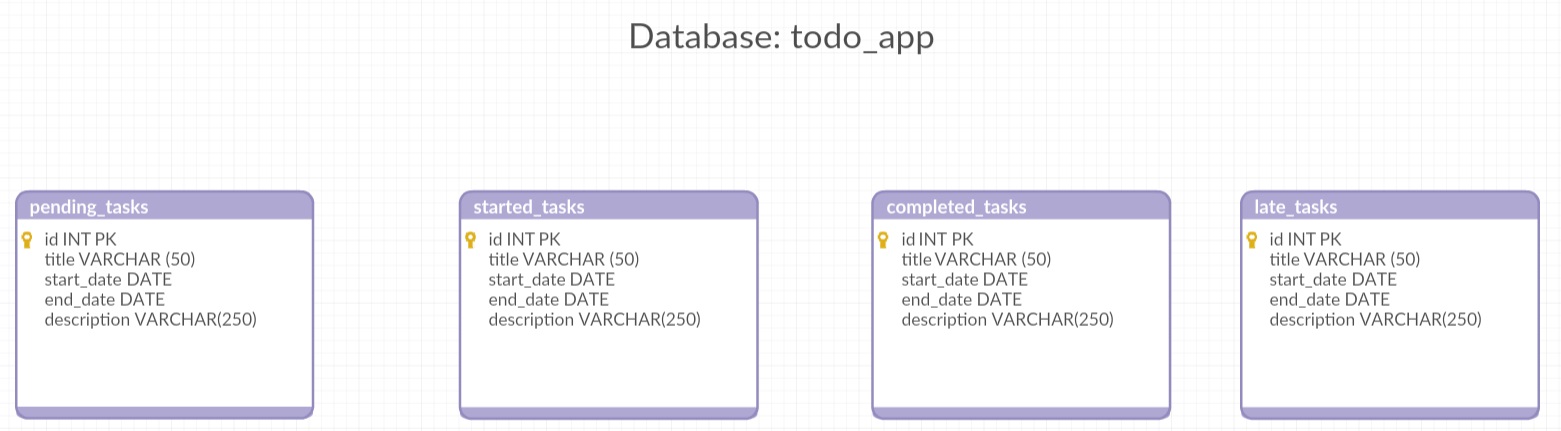 Database: todo_app
pending_tasks
id INT PK
title VARCHAR (50)
start_date DATE
end_date DATE
description VARCHAR(250)
started_tasks
id INT PK
title VARCHAR (50)
start_date DATE
end_date DATE
description VARCHAR(250)
completed_tasks
id INT PK
title VARCHAR (50)
start_date DATE
end_date DATE
description VARCHAR(250)
late_tasks
id INT PK
title VARCHAR (50)
start_date DATE
end_date DATE
description VARCHAR(250)